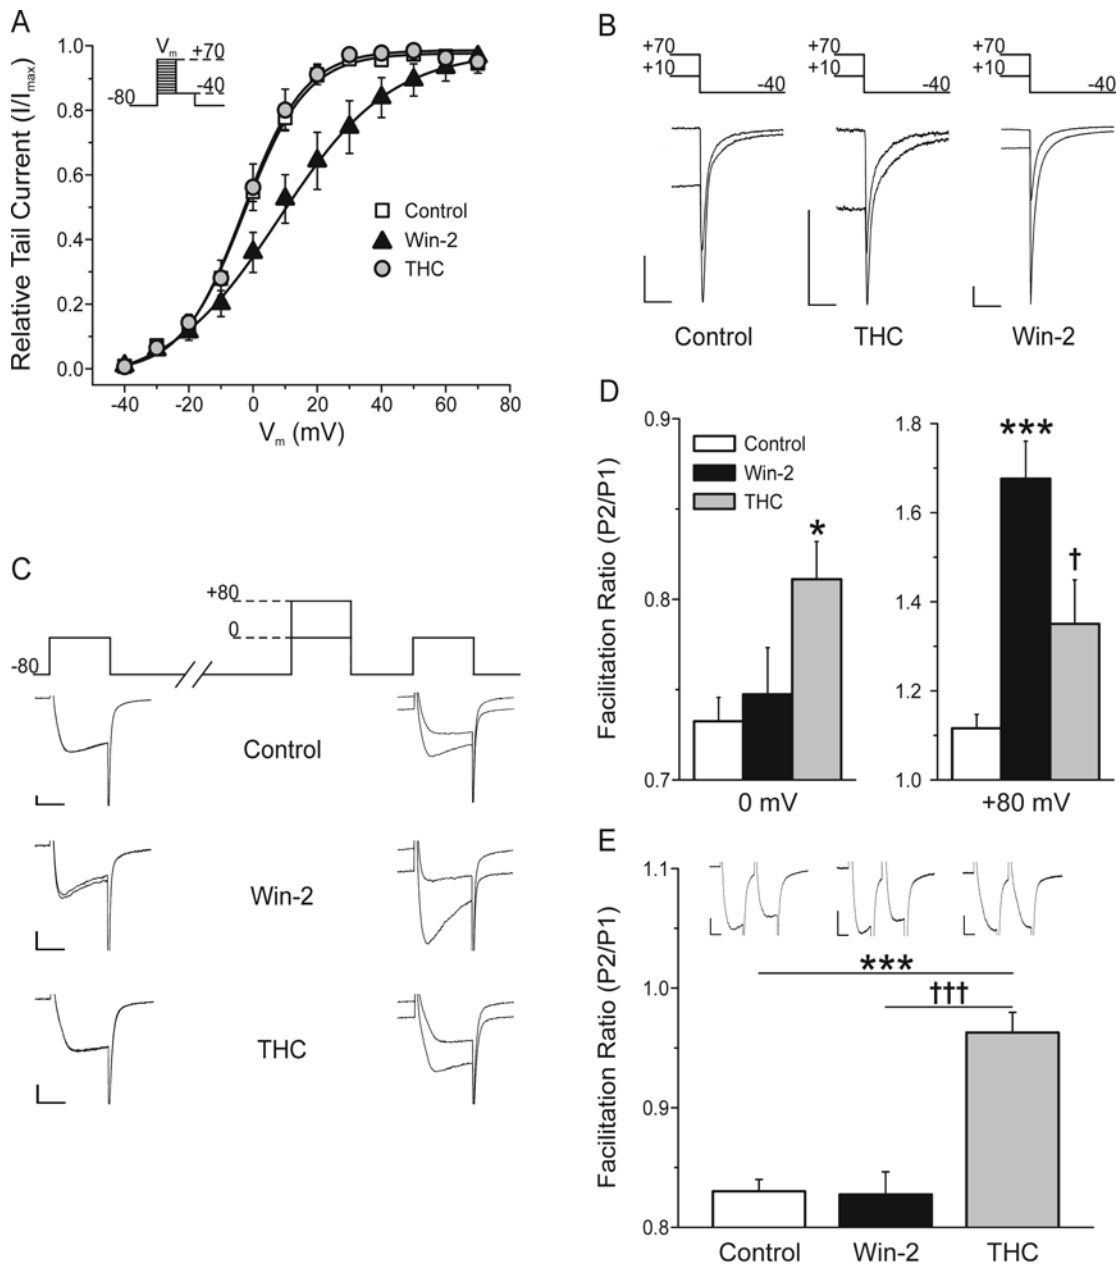 A
Relative Tail Current (I/Imax)
1.0
0.8
0.6
0.4
0.2
0.0
Vm
+70
-40
-80
Control
Win-2
THC
-40 -20 0 20 40 60 80
Vm (mV)
B
+70 +70 +70
+10 +10 +10
-40 -40 -40
Control THC Win-2
C
+80
0
-80
Control
Win-2
THC
D
Facilitation Ratio (P2/P1)
0.9
0.8
0.7
Control
Win-2
THC
*
0 mV
1.8
1.6
1.4
1.2
1.0
***
†
+80 mV
E
Facilitation Ratio (P2/P1)
1.1
1.0
0.9
0.8
***
†††
Control Win-2 THC